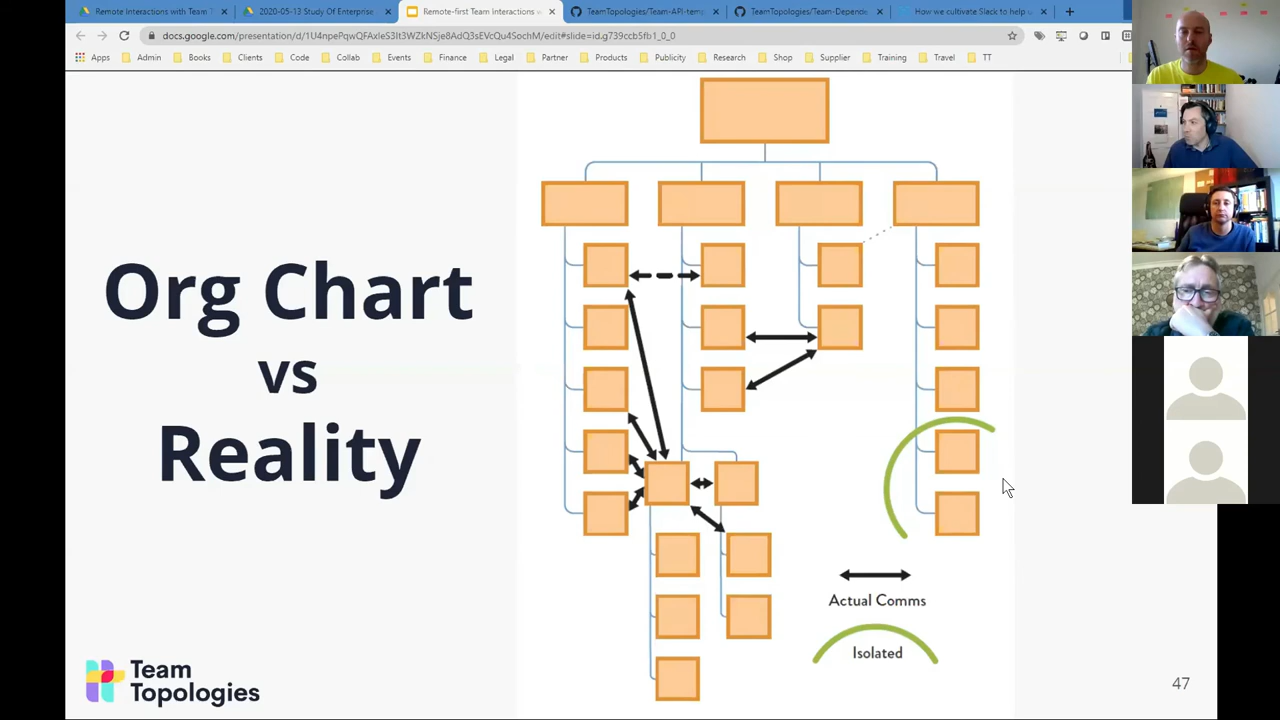 Remote Interactions with Team T
2020-05-13 Study Of Enterprise
Remote-first Team Interactions w
TeamTopologies/Team-API-tem
TeamTopologies/Team-Depende
How we cultivate Slack to help u
docs.google.com/presentation/d/1U4npePqwQFAxleS3It3WZkNSje8AdQ3sEVcQu4SochM/edit#slide=id.g739ccb5fb1_0_0
Apps
Admin
Books
Clients
Code
Collab
Events
Finance
Legal
Partner
Products
Publicity
Research
Shop
Supplier
Training
Travel
TT
Org Chart
vs
Reality
Actual Comms
Isolated
Team
Topologies
47